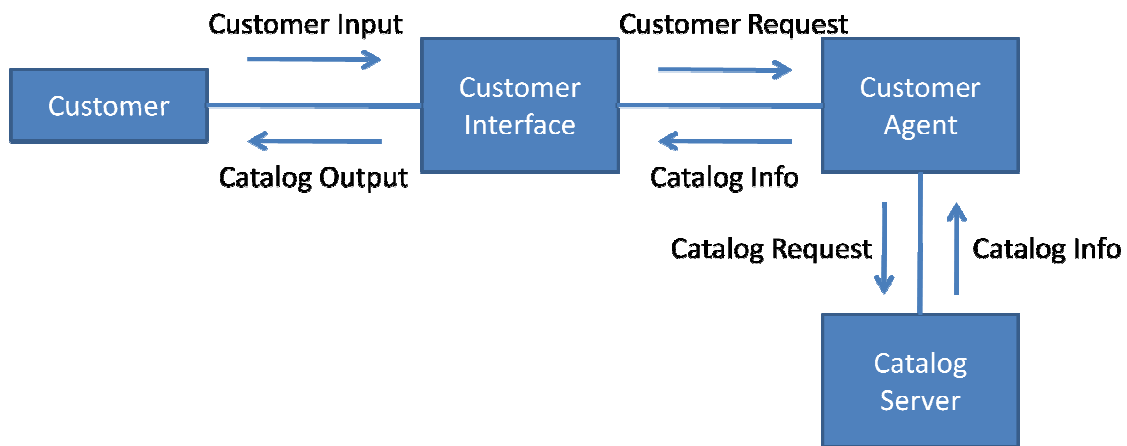 Customer Input
Customer Request
Customer
Customer
Interface
Customer
Agent
Catalog Output
Catalog Info
Catalog Request
Catalog Info
Catalog
Server